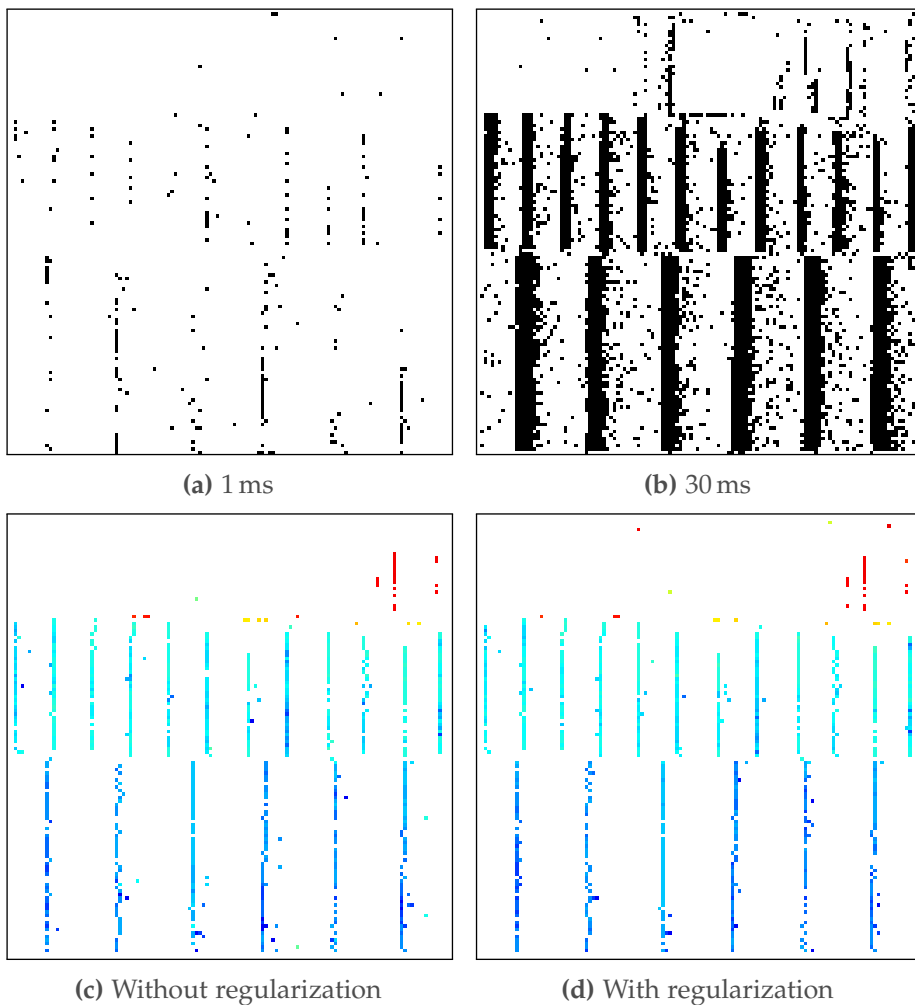 (a) 1 ms
(b) 30 ms
(c) Without regularization
(d) With regularization